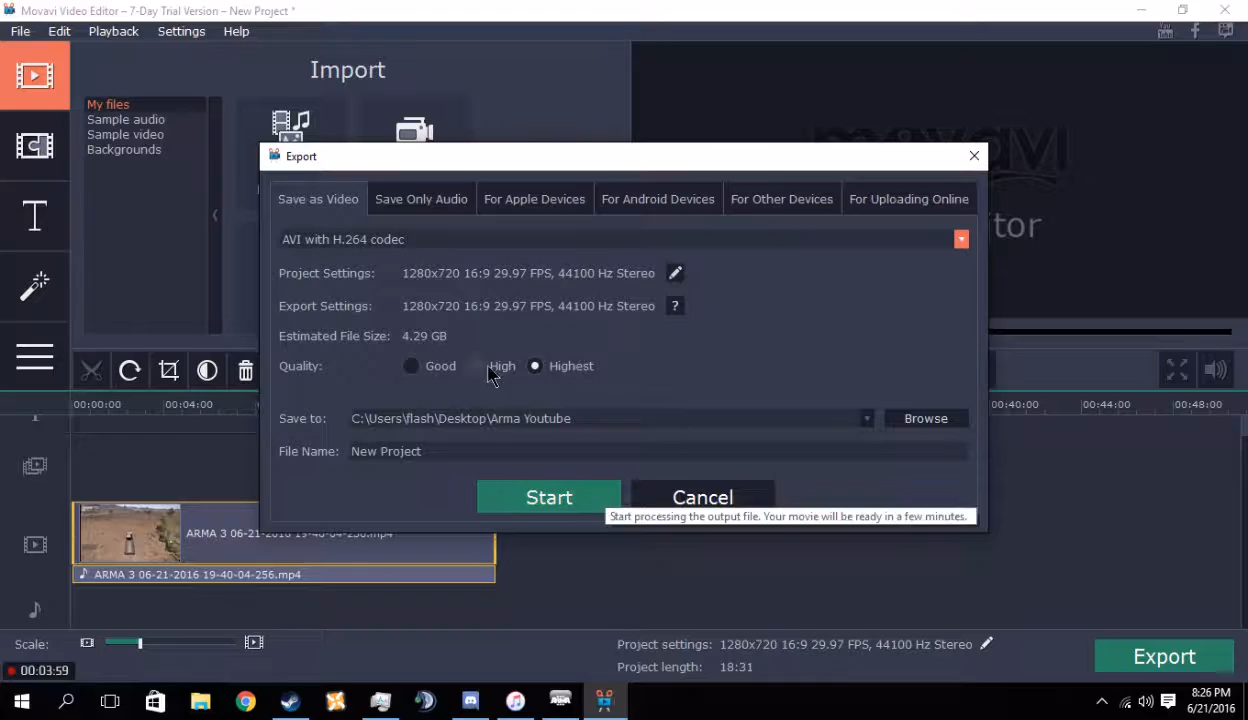 Movavi Video Editor – 7-Day Trial Version – New Project *
File Edit Playback Settings Help
Import
My files
Sample audio
Sample video
Backgrounds
Export
Save as Video Save Only Audio For Apple Devices For Android Devices For Other Devices For Uploading Online
AVI with H.264 codec
Project Settings: 1280x720 16:9 29.97 FPS, 44100 Hz Stereo
Export Settings: 1280x720 16:9 29.97 FPS, 44100 Hz Stereo ?
Estimated File Size: 4.29 GB
Quality: Good High Highest
Save to: C:\Users\flash\Desktop\Arma Youtube Browse
File Name: New Project
Start Cancel
Start processing the output file. Your movie will be ready in a few minutes.
00:00:00 00:04:00 00:40:00 00:44:00 00:48:00
ARMA 3 06-21-2016 19-40-04-256.mp4
ARMA 3 06-21-2016 19-40-04-256.mp4
Scale:
Project settings: 1280x720 16:9 29.97 FPS, 44100 Hz Stereo
Project length: 18:31
Export
00:03:59
8:26 PM
6/21/2016